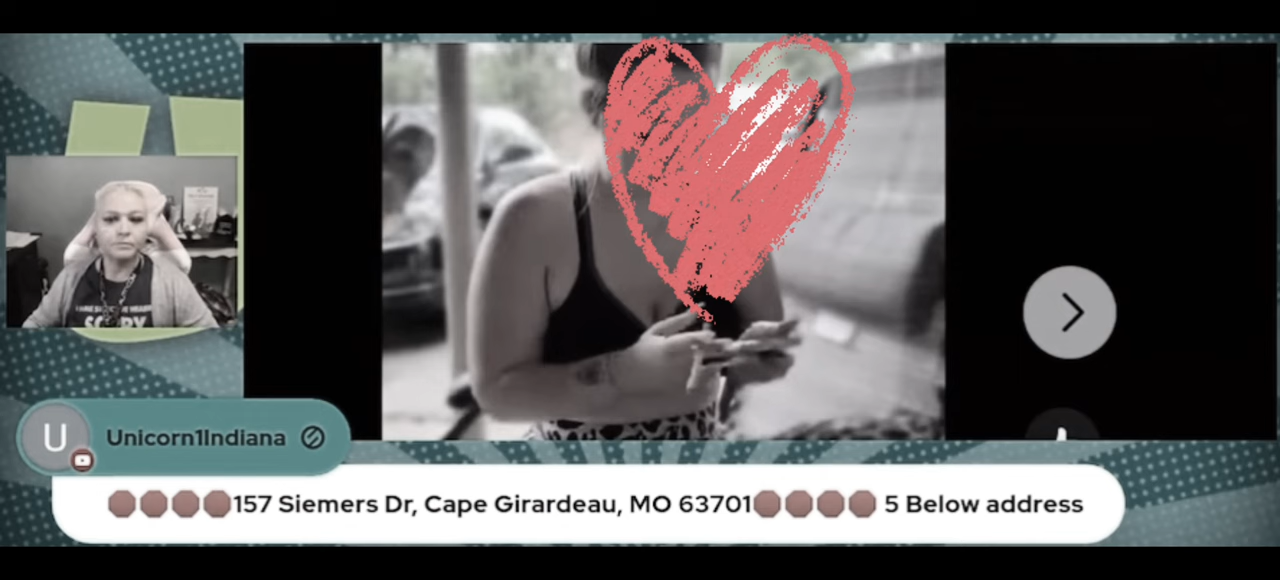 Unicorn1Indiana
U
🛑🛑🛑🛑157 Siemers Dr, Cape Girardeau, MO 63701🛑🛑🛑🛑 5 Below address